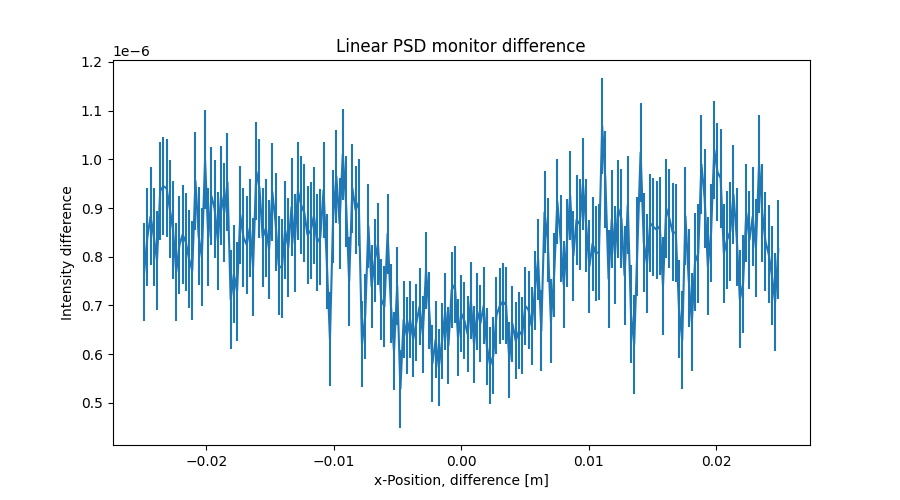 Linear PSD monitor difference
1e−6
1.2
1.1
1.0
0.9
0.8
0.7
0.6
0.5
Intensity difference
−0.02 −0.01 0.00 0.01 0.02
x-Position, difference [m]